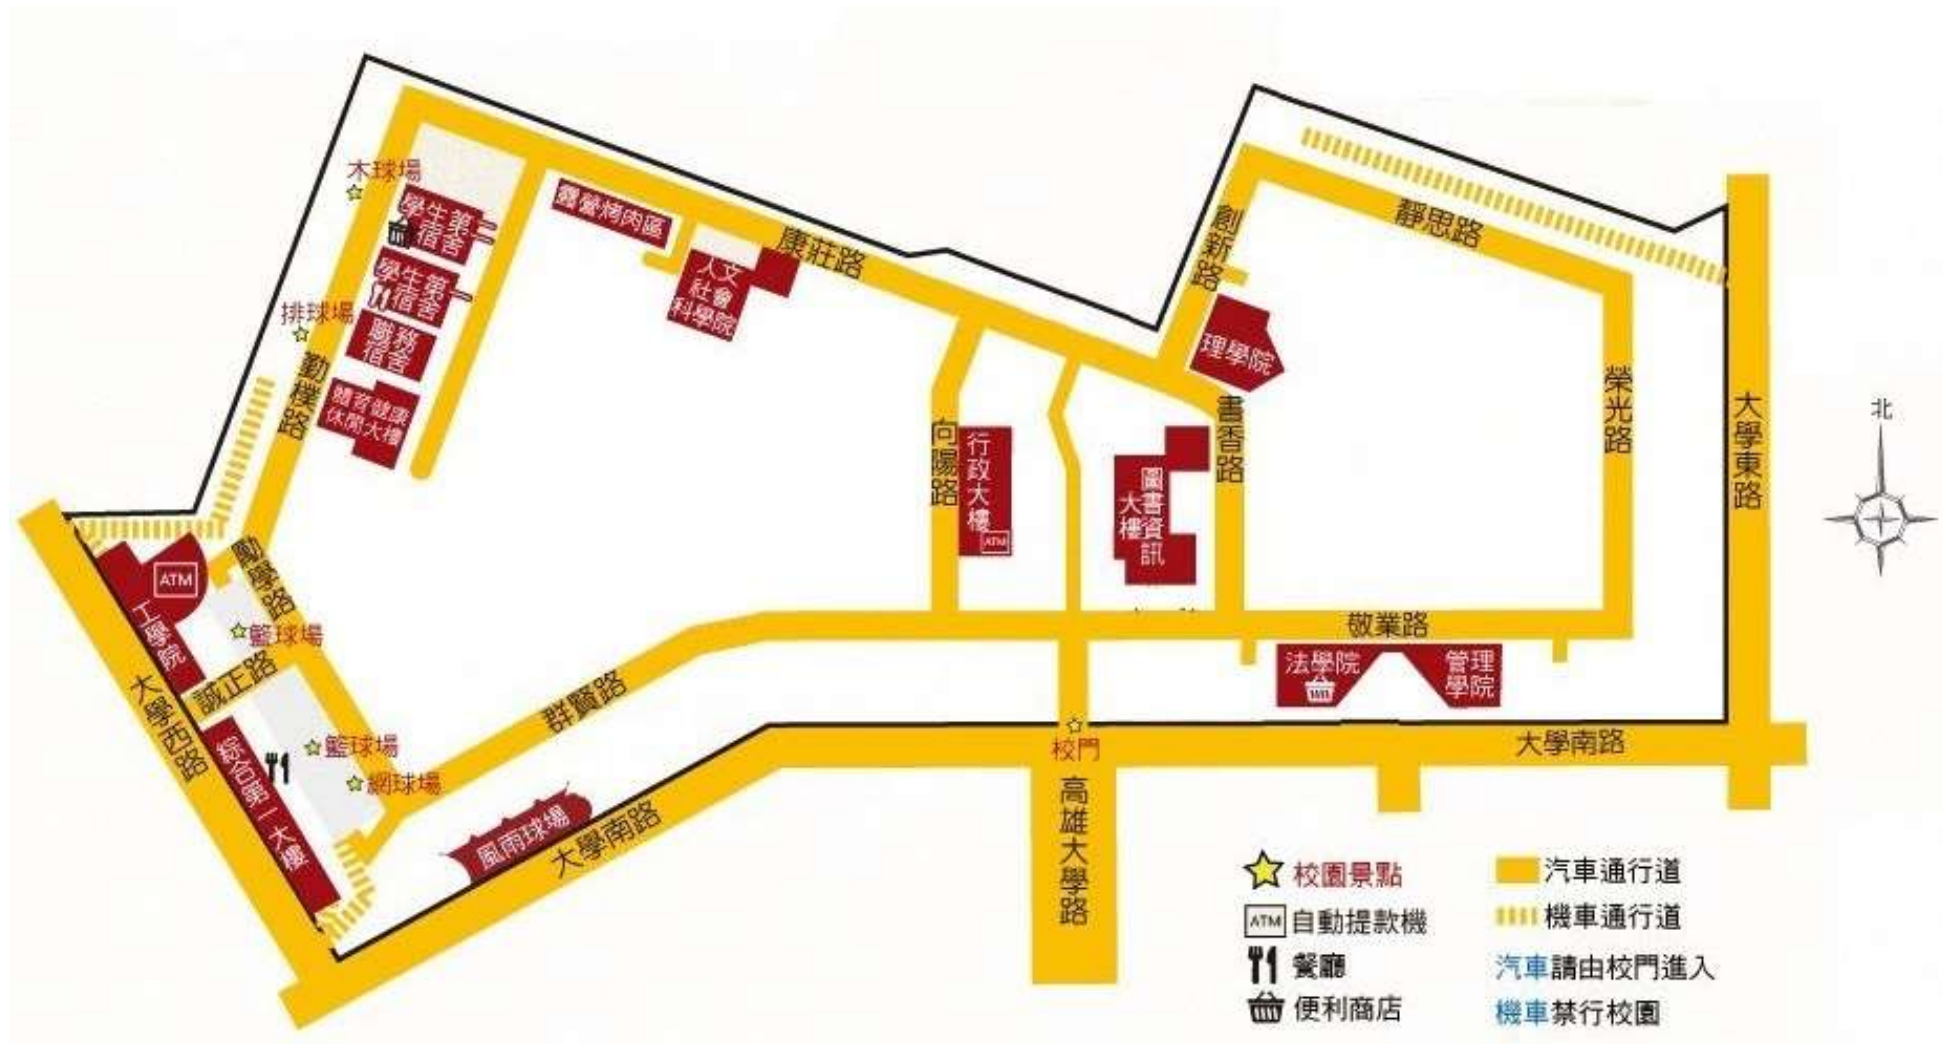 木球場
學生第一宿舍
學生第二宿舍
排球場
職務
宿舍
體育健康
休閒大樓
勤樸路
露營烤肉區
人文
社會
科學院
康莊路
創新路
靜思路
理學院
書香路
榮光路
大學東路
北
向陽路
行政大樓
ATM
圖書資訊
大樓
ATM
工學院
勵學路
籃球場
誠正路
大學西路
綜合第一大樓
籃球場
網球場
群賢路
風雨球場
大學南路
敬業路
法學院
管理
學院
校門
大學南路
高雄大學路
校園景點
ATM 自動提款機
餐廳
便利商店
汽車通行道
機車通行道
汽車請由校門進入
機車禁行校園